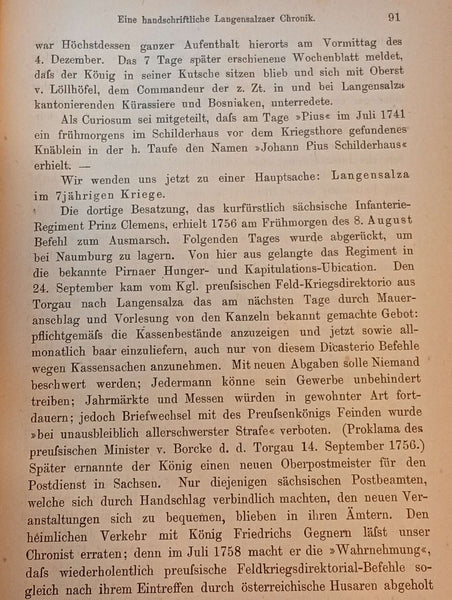 Eine handschriftliche Langensalzaer Chronik. 91
war Höchstdessen ganzer Aufenthalt hierorts am Vormittag des
4. Dezember. Das 7 Tage später erschienene Wochenblatt meldet,
daſs der König in seiner Kutsche sitzen blieb und sich mit Oberst
v. Löllhöfel, dem Commandeur der z. Zt. in und bei Langensalza
kantonierenden Kürassiere und Bosniaken, unterredete.
Als Curiosum sei mitgeteilt, daſs am Tage »Pius« im Juli 1741
ein frühmorgens im Schilderhaus vor dem Kriegsthore gefundenes
Knäblein in der h. Taufe den Namen »Johann Pius Schilderhaus«
erhielt. —
Wir wenden uns jetzt zu einer Hauptsache: Langensalza
im 7jährigen Kriege.
Die dortige Besatzung, das kurfürstlich sächsische Infanterie-
Regiment Prinz Clemens, erhielt 1756 am Frühmorgen des 8. August
Befehl zum Ausmarsch. Folgenden Tages wurde abgerückt, um
bei Naumburg zu lagern. Von hier aus gelangte das Regiment in
die bekannte Pirnaer Hunger- und Kapitulations-Ubication. Den
24. September kam vom Kgl. preuſsischen Feld-Kriegsdirektorio aus
Torgau nach Langensalza das am nächsten Tage durch Mauer-
anschlag und Vorlesung von den Kanzeln bekannt gemachte Gebot:
pflichtgemäſs die Kassenbestände anzuzeigen und jetzt sowie all-
monatlich baar einzuliefern, auch nur von diesem Dicasterio Befehle
wegen Kassensachen anzunehmen. Mit neuen Abgaben solle Niemand
beschwert werden; Jedermann könne sein Gewerbe unbehindert
treiben; Jahrmärkte und Messen würden in gewohnter Art fort-
dauern; jedoch Briefwechsel mit des Preuſsenkönigs Feinden wurde
»bei unausbleiblich allerschwerster Strafe« verboten. (Proklama des
preuſsischen Minister v. Borcke d. d. Torgau 14. September 1756.)
Später ernannte der König einen neuen Oberpostmeister für den
Postdienst in Sachsen. Nur diejenigen sächsischen Postbeamten,
welche sich durch Handschlag verbindlich machten, den neuen Ver-
anstaltungen sich zu bequemen, blieben in ihren Ämtern. Den
heimlichen Verkehr mit König Friedrichs Gegnern läſst unser
Chronist erraten; denn im Juli 1758 macht er die »Wahrnehmung«,
daſs wiederholentlich preuſsische Feldkriegsdirektorial-Befehle so-
gleich nach ihrem Eintreffen durch österreichische Husaren abgeholt